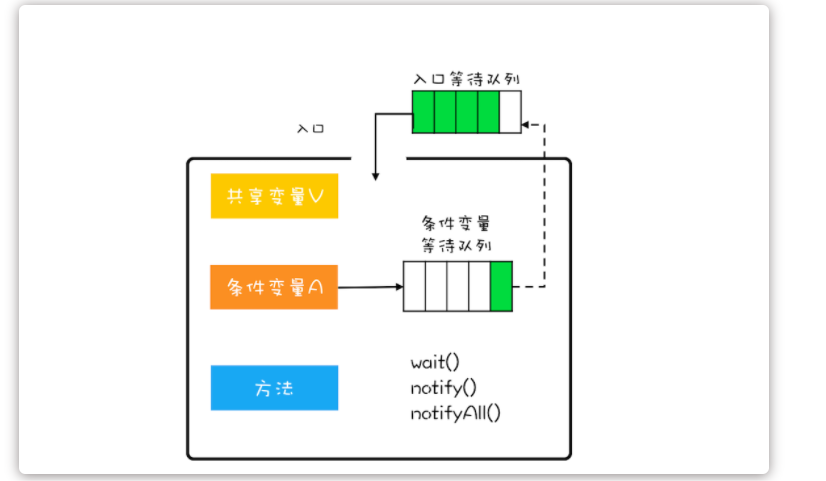 入口等待队列
入口
共享变量V
条件变量
等待队列
条件变量A
方法
wait()
notify()
notifyAll()